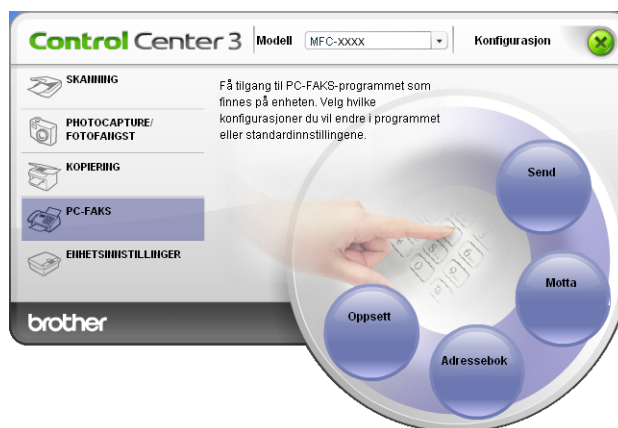 Control Center 3 Modell MFC-XXXX Konfigurasjon
SKANNING
PHOTOCAPTURE/
FOTOFANGST
KOPIERING
PC-FAKS
ENHETSINNSTILLINGER
brother
Få tilgang til PC-FAKS-programmet som
finnes på enheten. Velg hvilke
konfigurasjoner du vil endre i programmet
eller standardinnstillingene.
Send
Motta
Adressebok
Oppsett